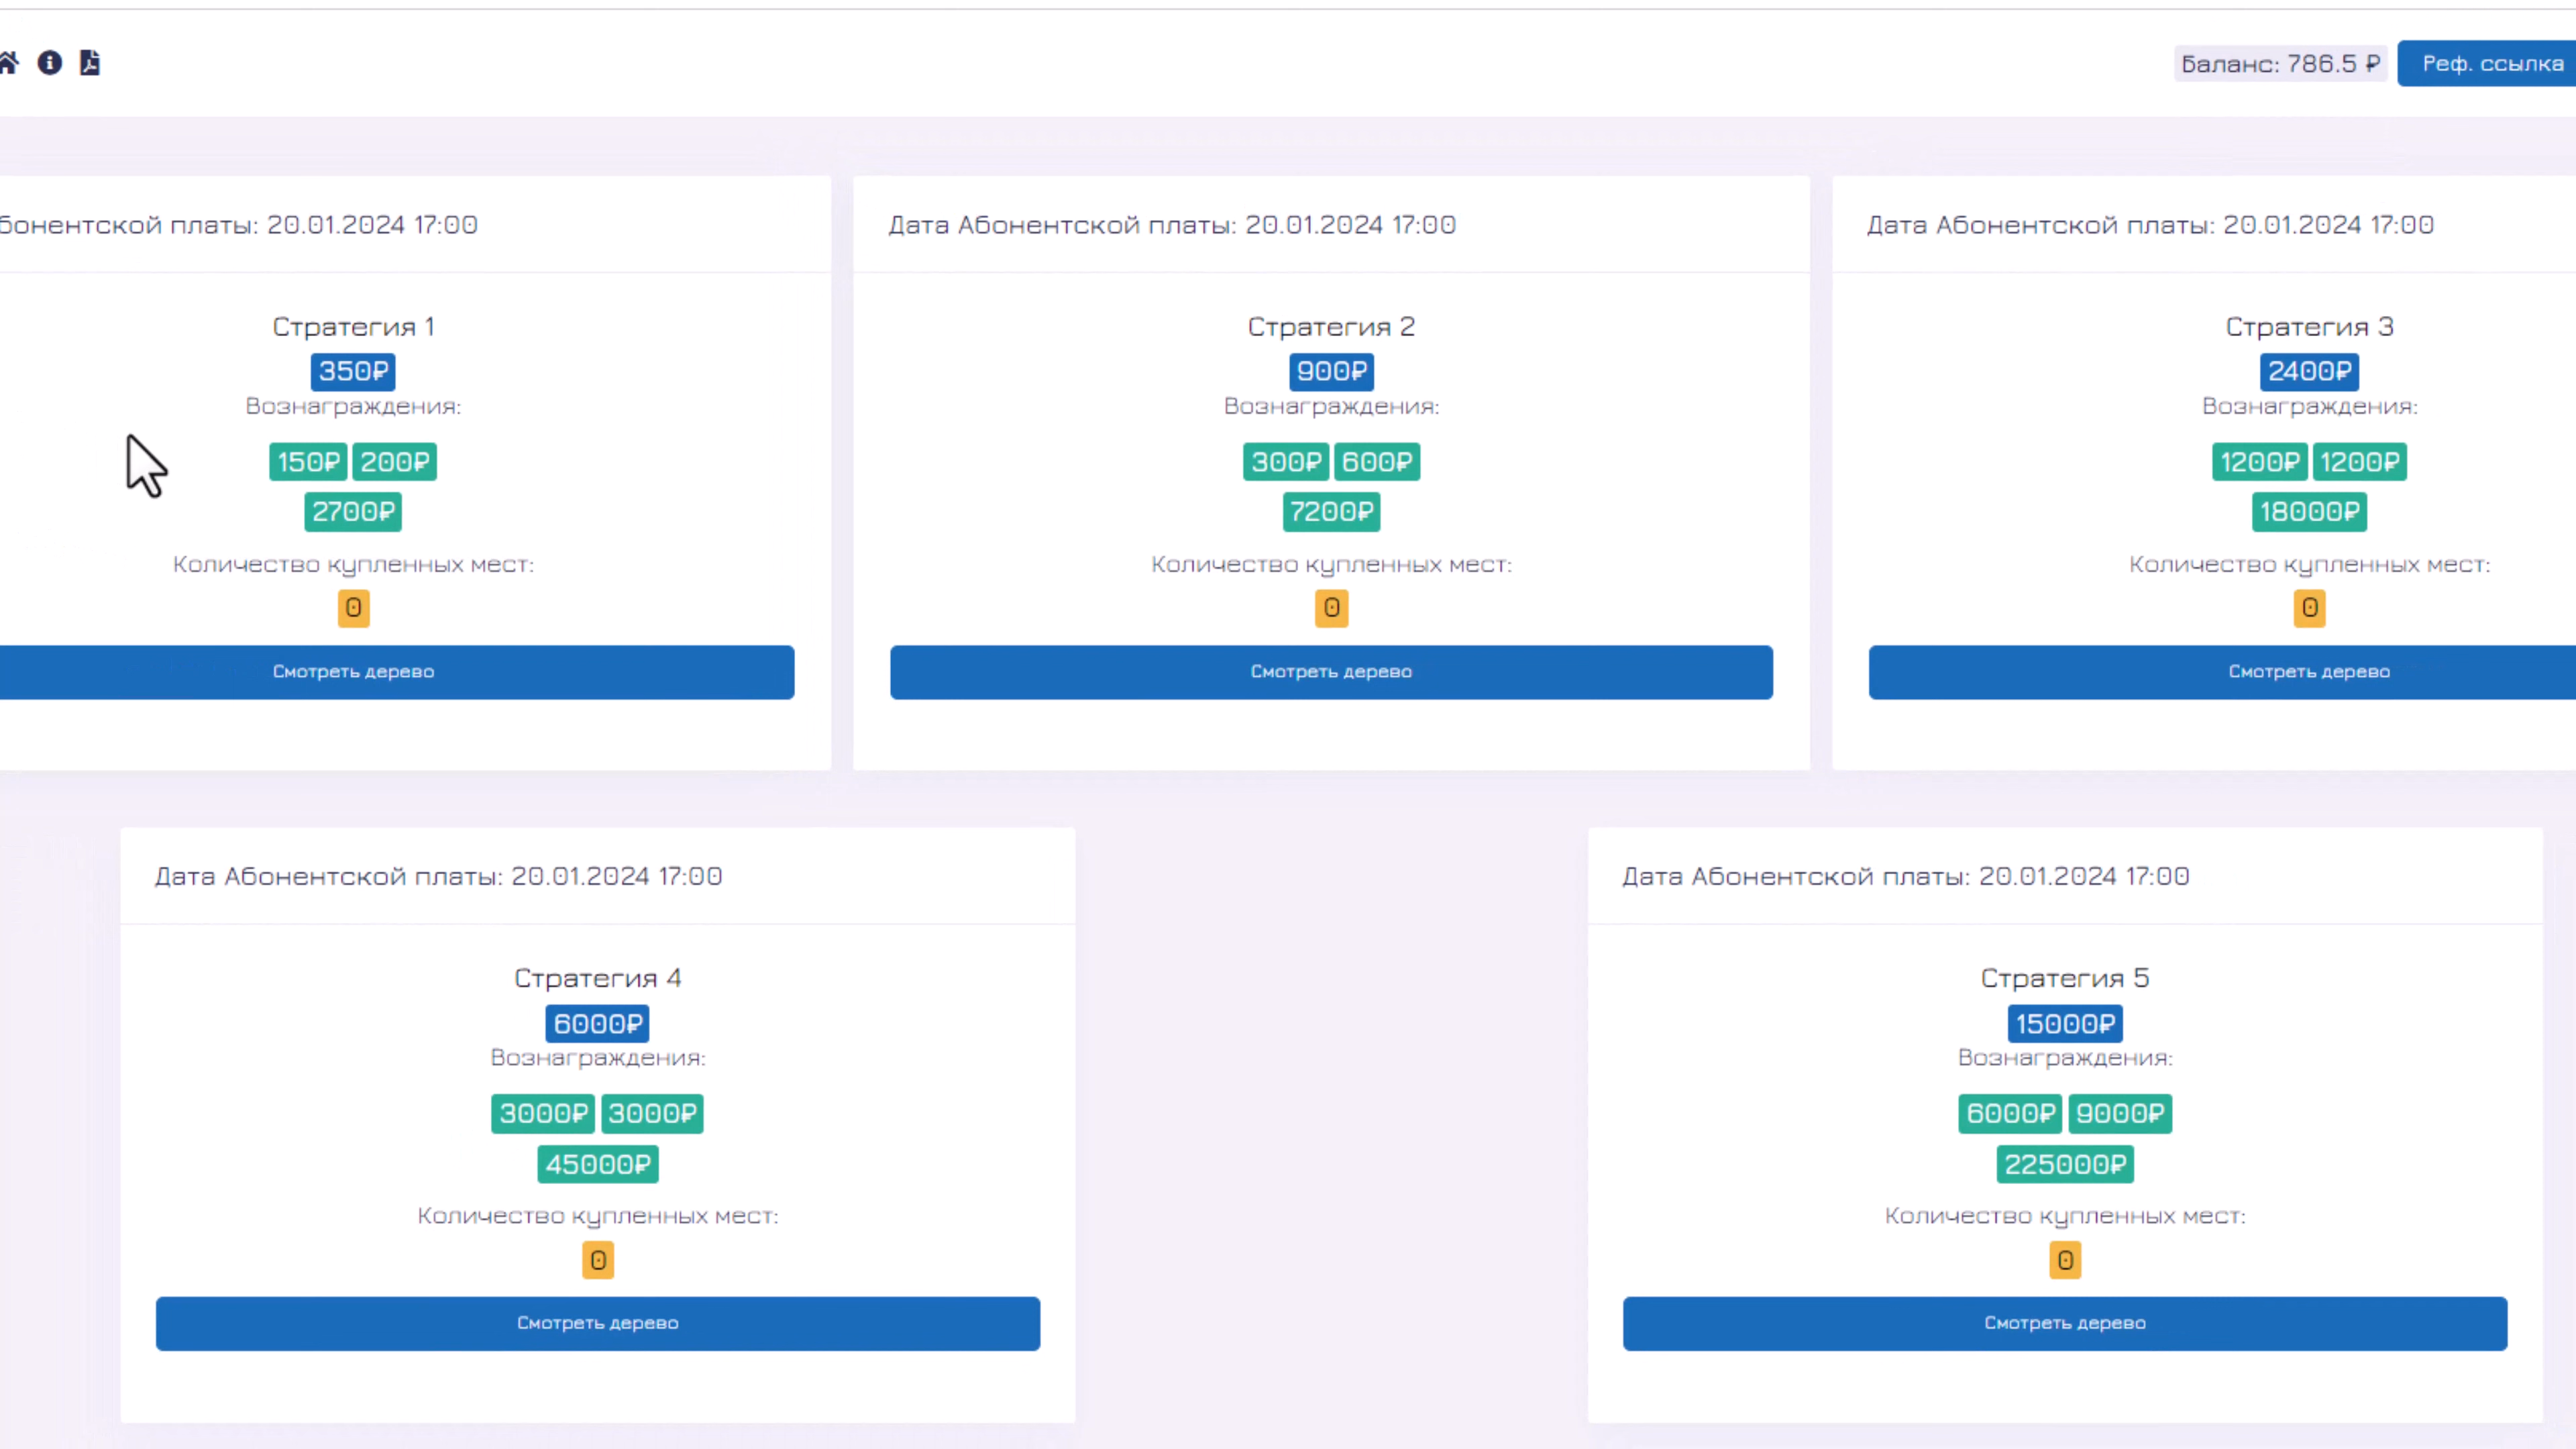 Баланс: 786.5 ₽
Реф. ссылка
бонентской платы: 20.01.2024 17:00
Стратегия 1
350₽
Вознаграждения:
150₽ 200₽
2700₽
Количество купленных мест:
0
Смотреть дерево
Дата Абонентской платы: 20.01.2024 17:00
Стратегия 2
900₽
Вознаграждения:
300₽ 600₽
7200₽
Количество купленных мест:
0
Смотреть дерево
Дата Абонентской платы: 20.01.2024 17:00
Стратегия 3
2400₽
Вознаграждения:
1200₽ 1200₽
18000₽
Количество купленных мест:
0
Смотреть дерево
Дата Абонентской платы: 20.01.2024 17:00
Стратегия 4
6000₽
Вознаграждения:
3000₽ 3000₽
45000₽
Количество купленных мест:
0
Смотреть дерево
Дата Абонентской платы: 20.01.2024 17:00
Стратегия 5
15000₽
Вознаграждения:
6000₽ 9000₽
225000₽
Количество купленных мест:
0
Смотреть дерево